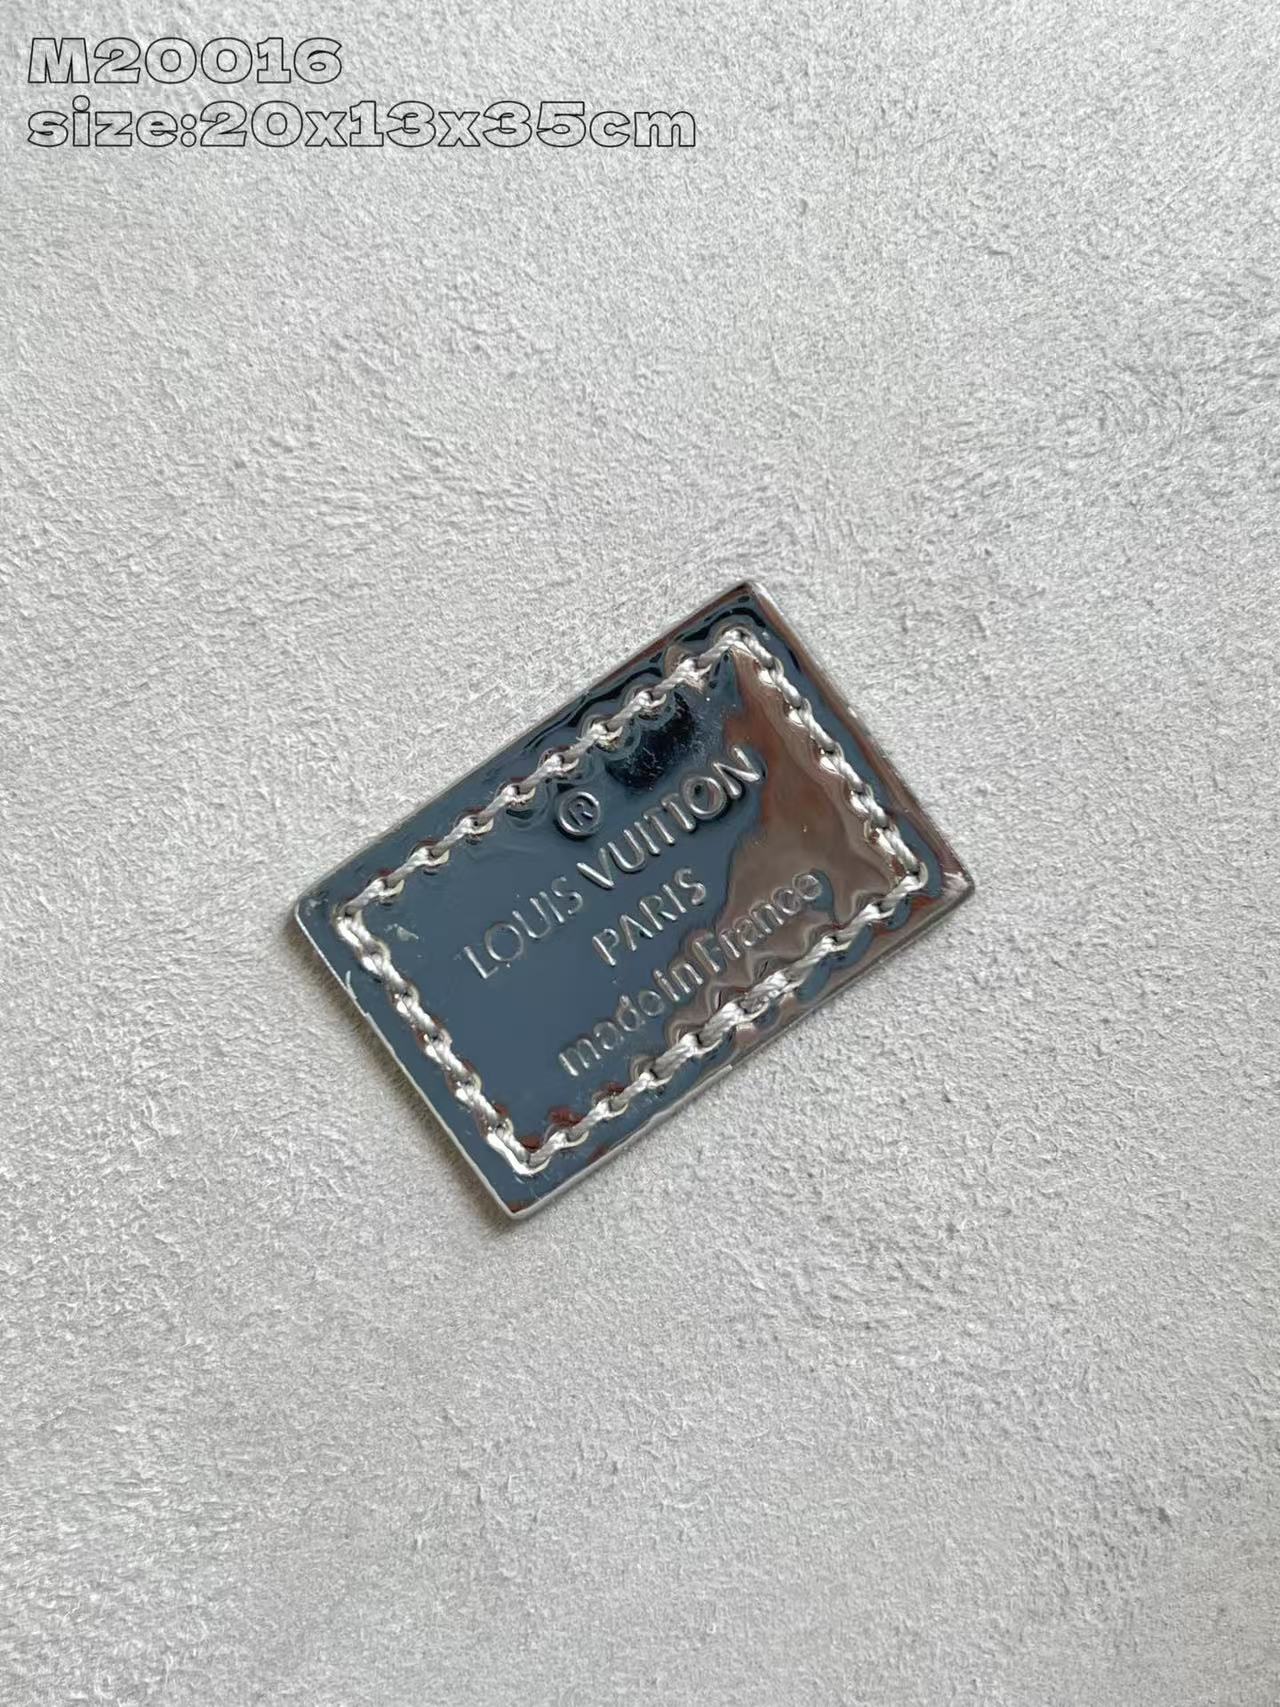 M20016
size:20x13x35cm
®
LOUIS VUITTON
PARIS
made in France